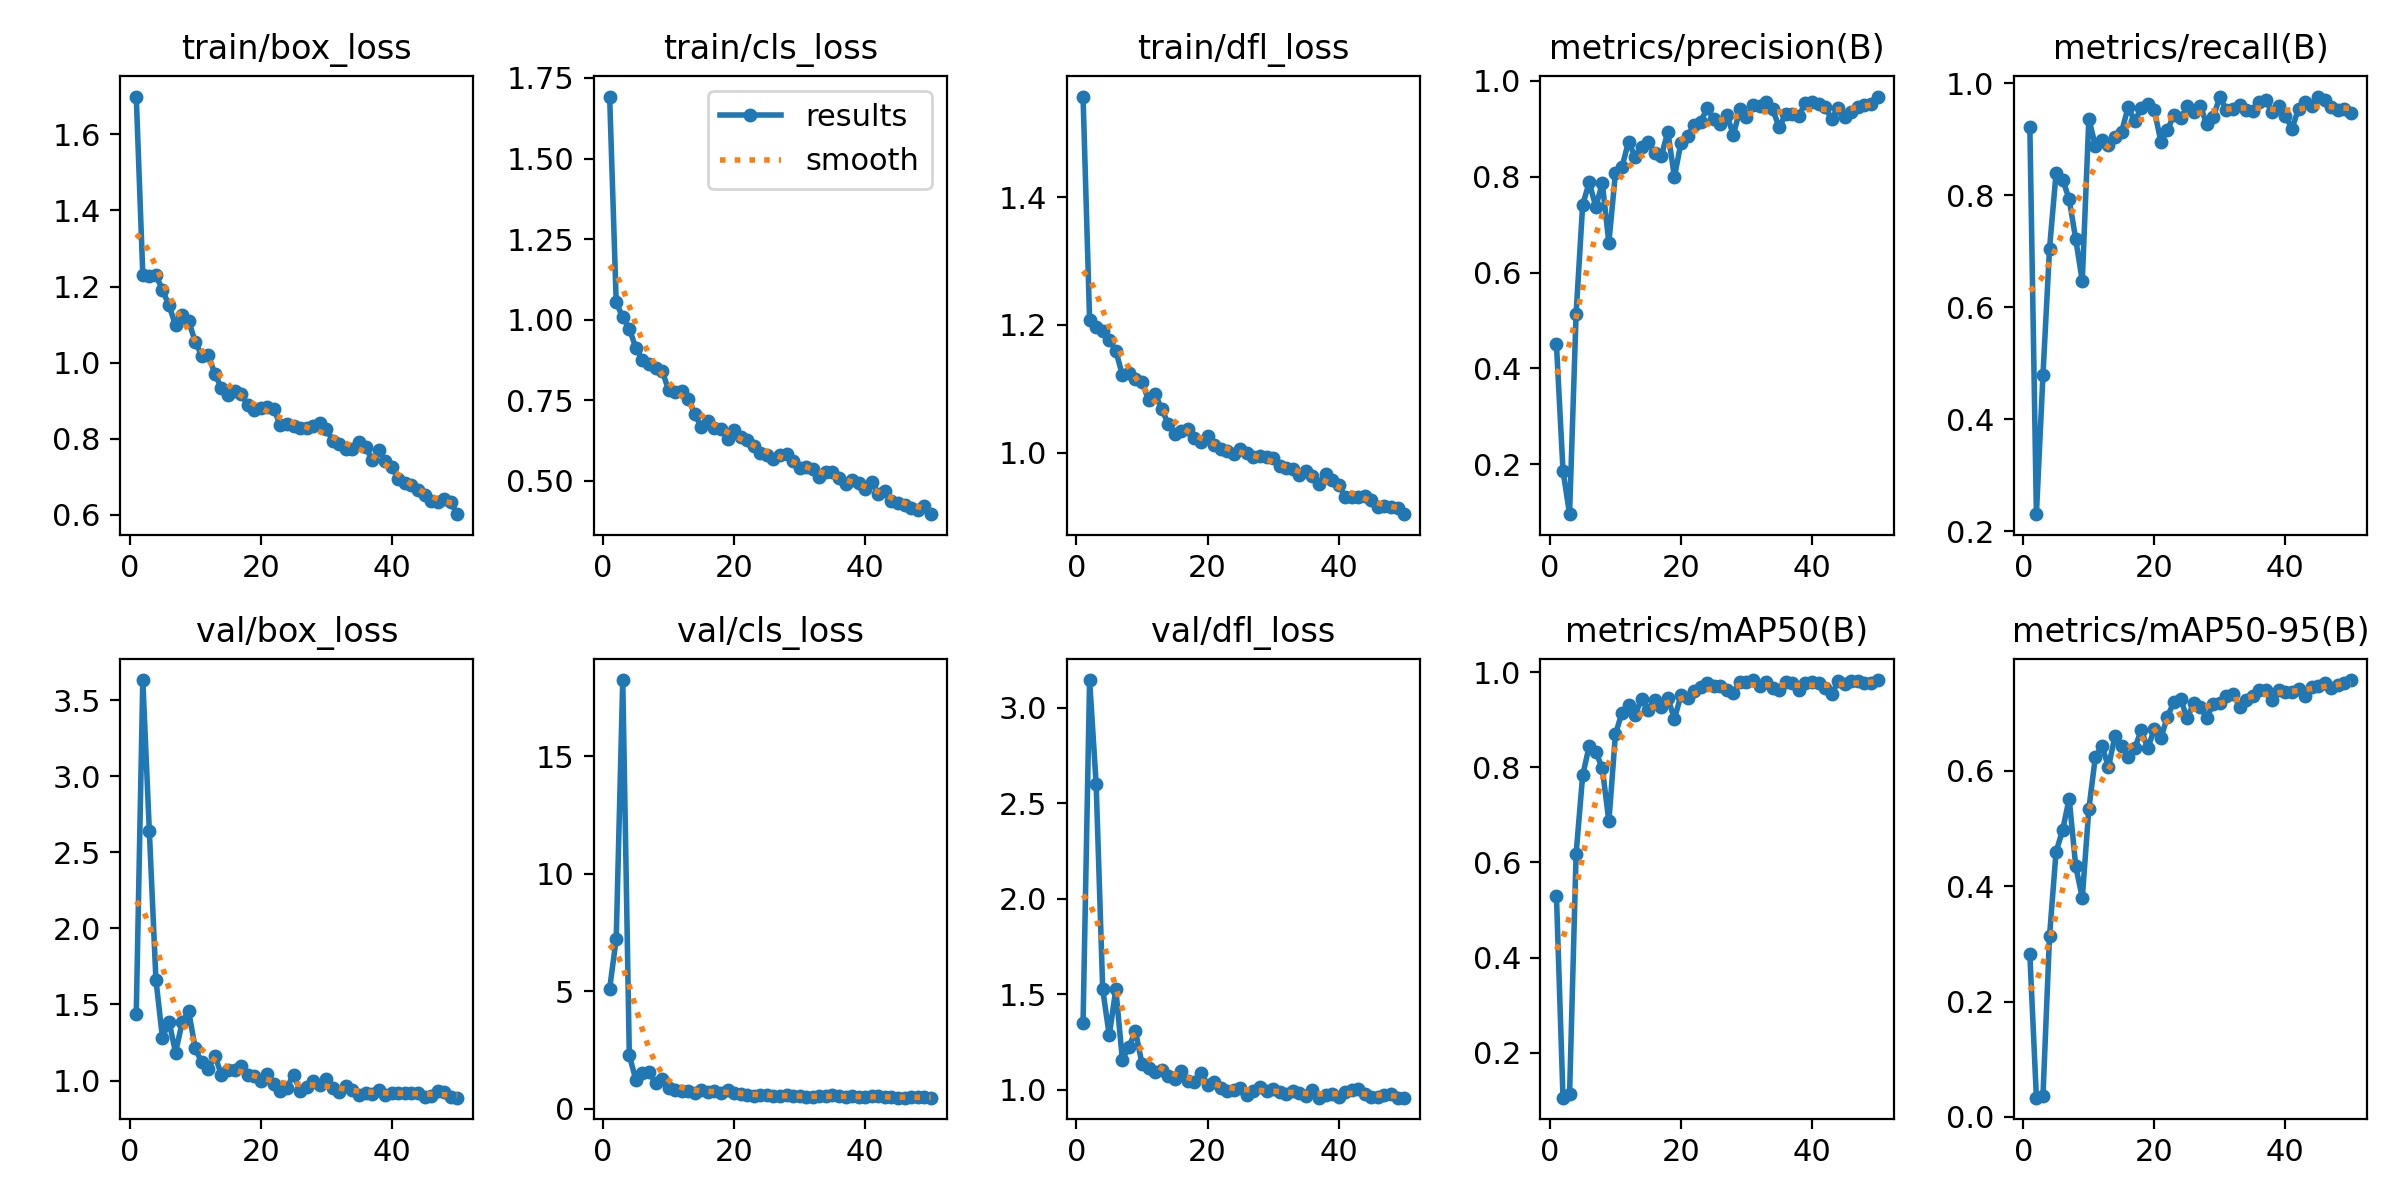 train/box_loss
1.6
1.4
1.2
1.0
0.8
0.6
0 20 40
train/cls_loss
results
smooth
1.75
1.50
1.25
1.00
0.75
0.50
0 20 40
train/dfl_loss
1.4
1.2
1.0
0 20 40
metrics/precision(B)
1.0
0.8
0.6
0.4
0.2
0 20 40
metrics/recall(B)
1.0
0.8
0.6
0.4
0.2
0 20 40
val/box_loss
3.5
3.0
2.5
2.0
1.5
1.0
0 20 40
val/cls_loss
15
10
5
0
0 20 40
val/dfl_loss
3.0
2.5
2.0
1.5
1.0
0 20 40
metrics/mAP50(B)
1.0
0.8
0.6
0.4
0.2
0 20 40
metrics/mAP50-95(B)
0.6
0.4
0.2
0.0
0 20 40